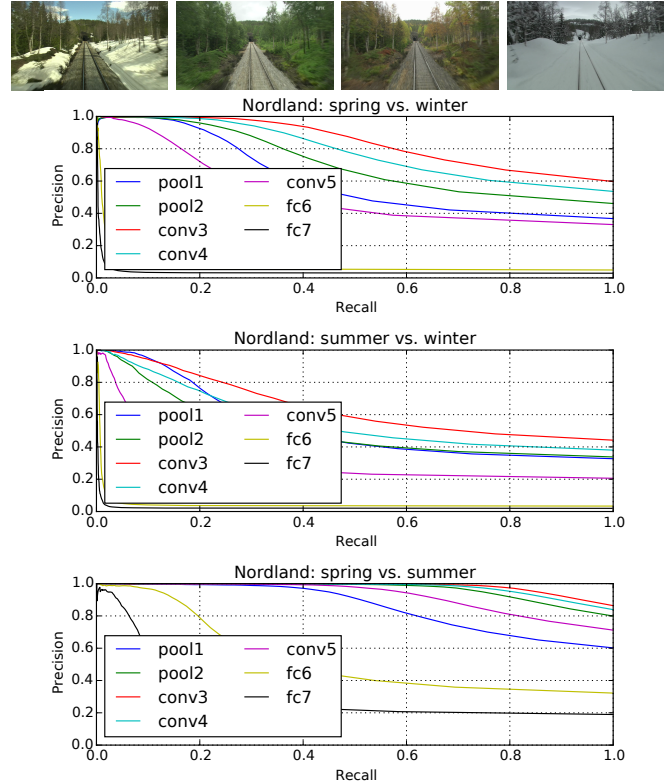 Nordland: spring vs. winter
1.0
0.8
0.6
0.4
0.2
0.0
Precision
pool1
pool2
conv3
conv4
conv5
fc6
fc7
0.0 0.2 0.4 0.6 0.8 1.0
Recall
Nordland: summer vs. winter
1.0
0.8
0.6
0.4
0.2
0.0
Precision
pool1
pool2
conv3
conv4
conv5
fc6
fc7
0.0 0.2 0.4 0.6 0.8 1.0
Recall
Nordland: spring vs. summer
1.0
0.8
0.6
0.4
0.2
0.0
Precision
pool1
pool2
conv3
conv4
conv5
fc6
fc7
0.0 0.2 0.4 0.6 0.8 1.0
Recall